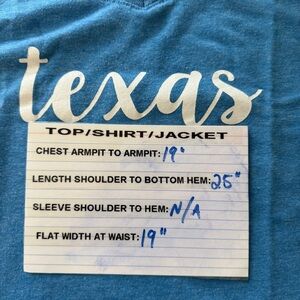 texas
TOP/SHIRT/JACKET
CHEST ARMPIT TO ARMPIT: 19"
LENGTH SHOULDER TO BOTTOM HEM: 25"
SLEEVE SHOULDER TO HEM: N/A
FLAT WIDTH AT WAIST: 19"